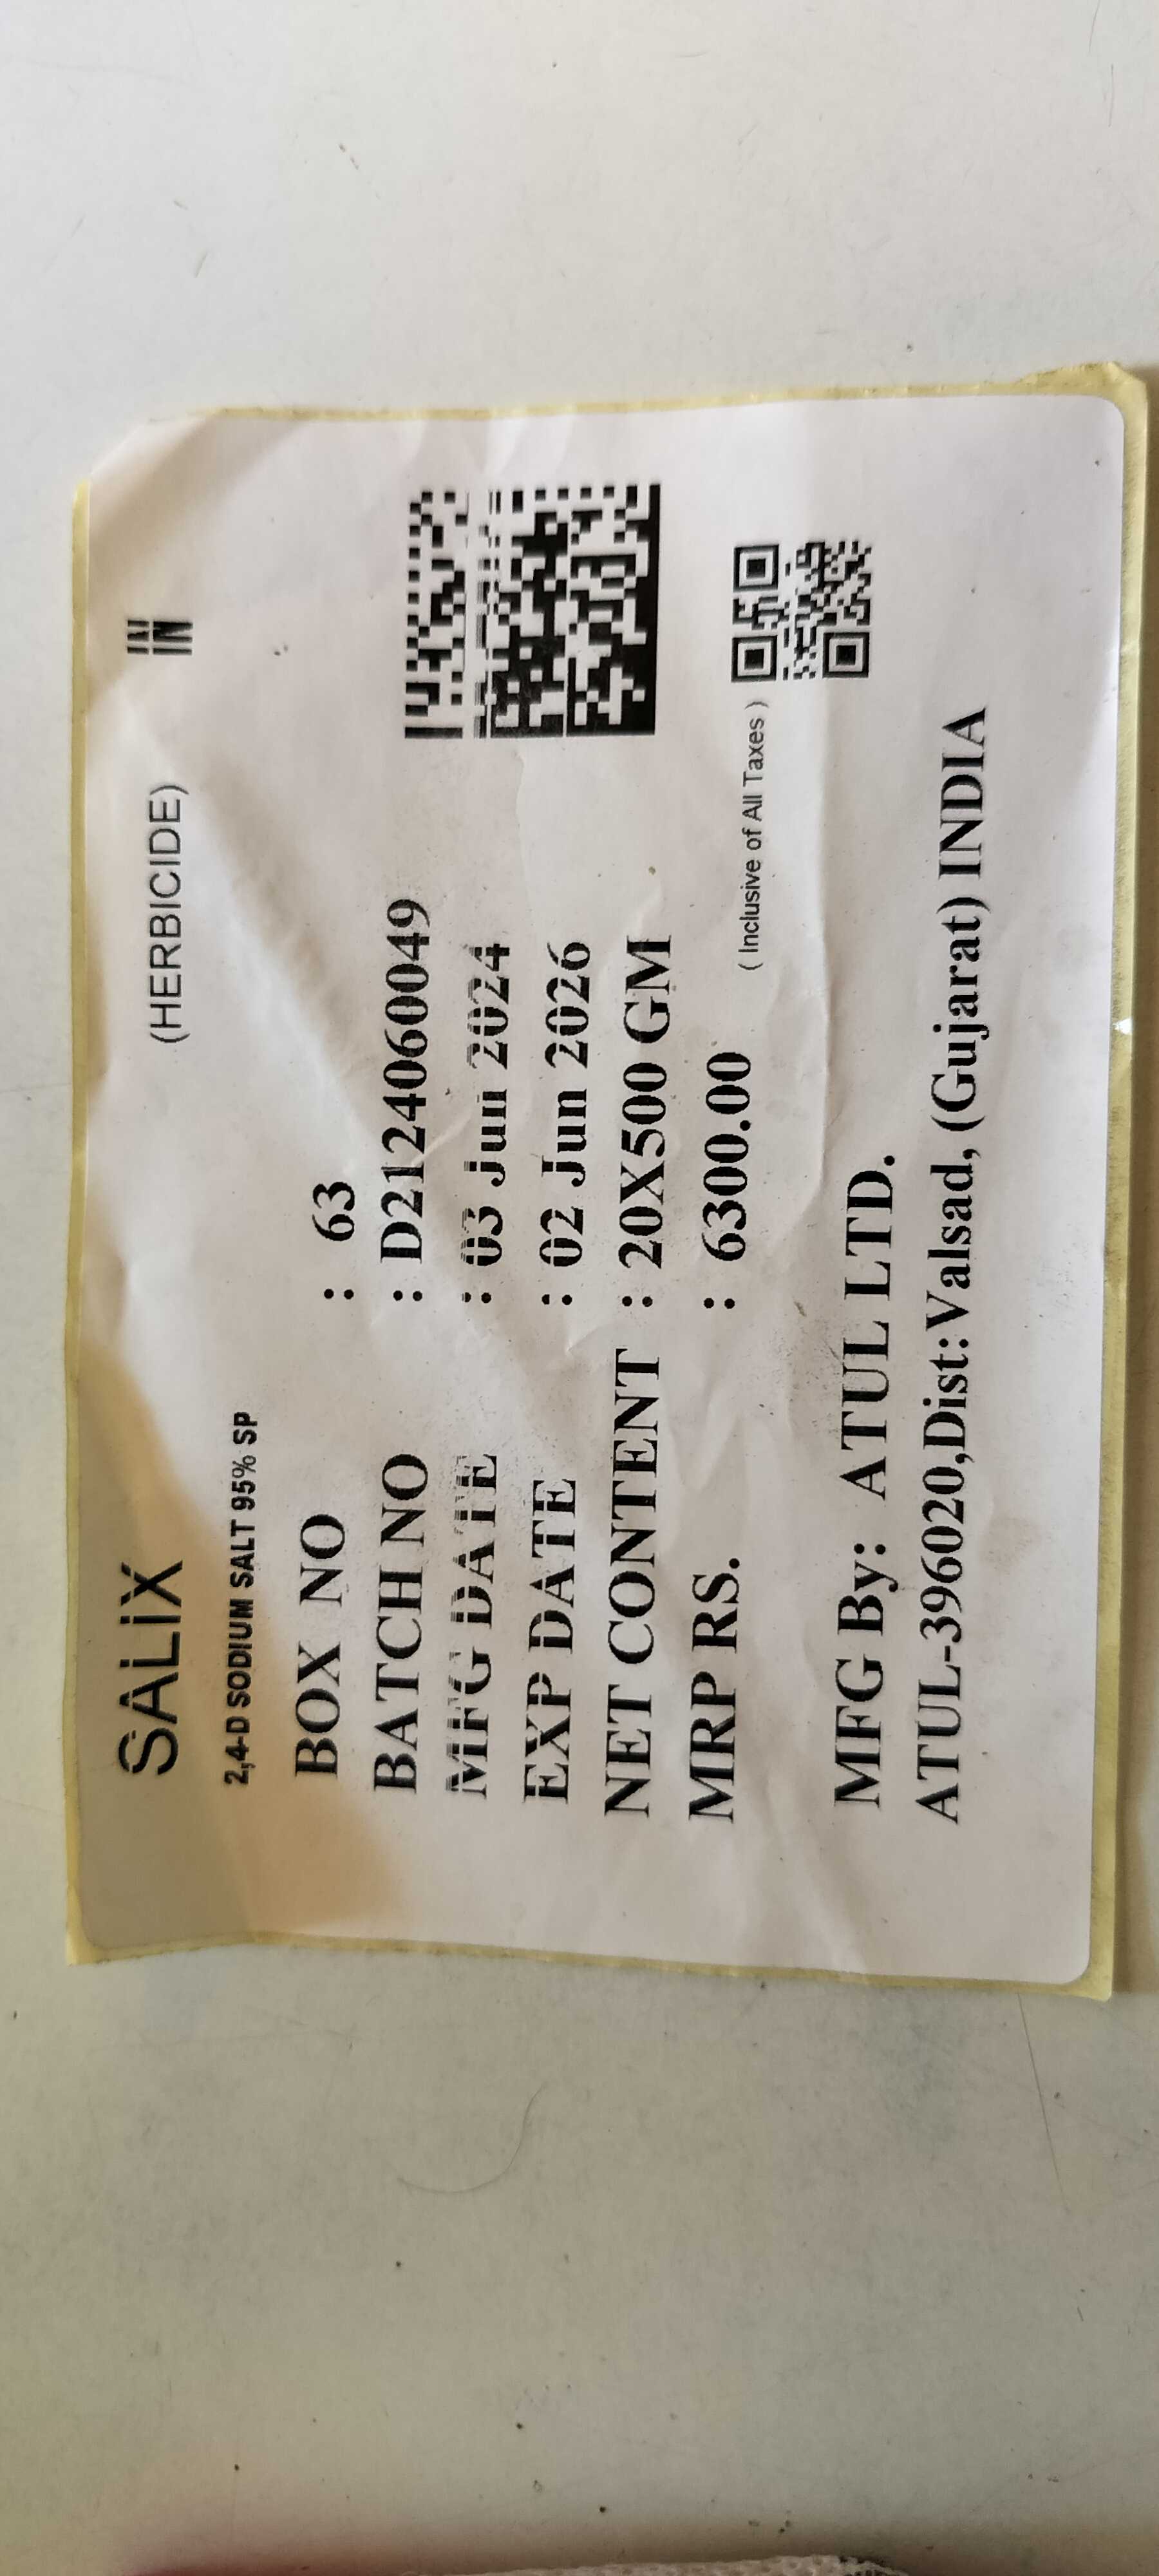 SALIX (HERBICIDE) IN
2,4-D SODIUM SALT 95% SP
BOX NO : 63
BATCH NO : D2124060049
MFG DATE : 03 Jun 2024
EXP DATE : 02 Jun 2026
NET CONTENT : 20X500 GM
MRP RS. : 6300.00 ( Inclusive of All Taxes )
MFG By: ATUL LTD.
ATUL-396020,Dist:Valsad, (Gujarat) INDIA